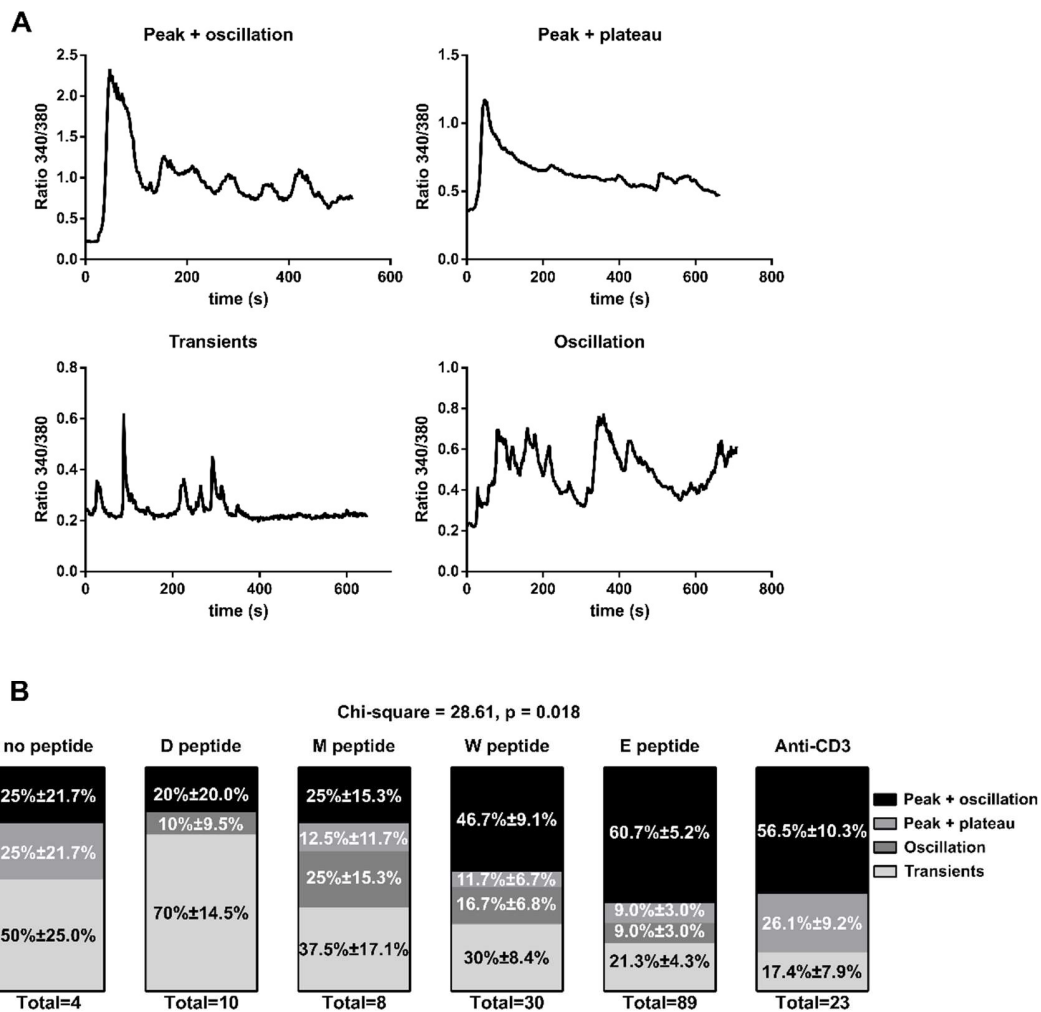 A
Peak + oscillation
Peak + plateau
2.5
2.0
1.5
1.0
0.5
0.0
Ratio 340/380
0
200
400
600
time (s)
1.5
1.0
0.5
0.0
Ratio 340/380
0
200
400
600
800
time (s)
Transients
Oscillation
0.8
0.6
0.4
0.2
0.0
Ratio 340/380
0
200
400
600
time (s)
1.0
0.8
0.6
0.4
0.2
0.0
Ratio 340/380
0
200
400
600
800
time (s)
B
Chi-square = 28.61, p = 0.018
no peptide
25%±21.7%
25%±21.7%
50%±25.0%
Total=4
D peptide
20%±20.0%
10%±9.5%
70%±14.5%
Total=10
M peptide
25%±15.3%
12.5%±11.7%
25%±15.3%
37.5%±17.1%
Total=8
W peptide
46.7%±9.1%
11.7%±6.7%
16.7%±6.8%
30%±8.4%
Total=30
E peptide
60.7%±5.2%
9.0%±3.0%
9.0%±3.0%
21.3%±4.3%
Total=89
Anti-CD3
56.5%±10.3%
26.1%±9.2%
17.4%±7.9%
Total=23
Peak + oscillation
Peak + plateau
Oscillation
Transients